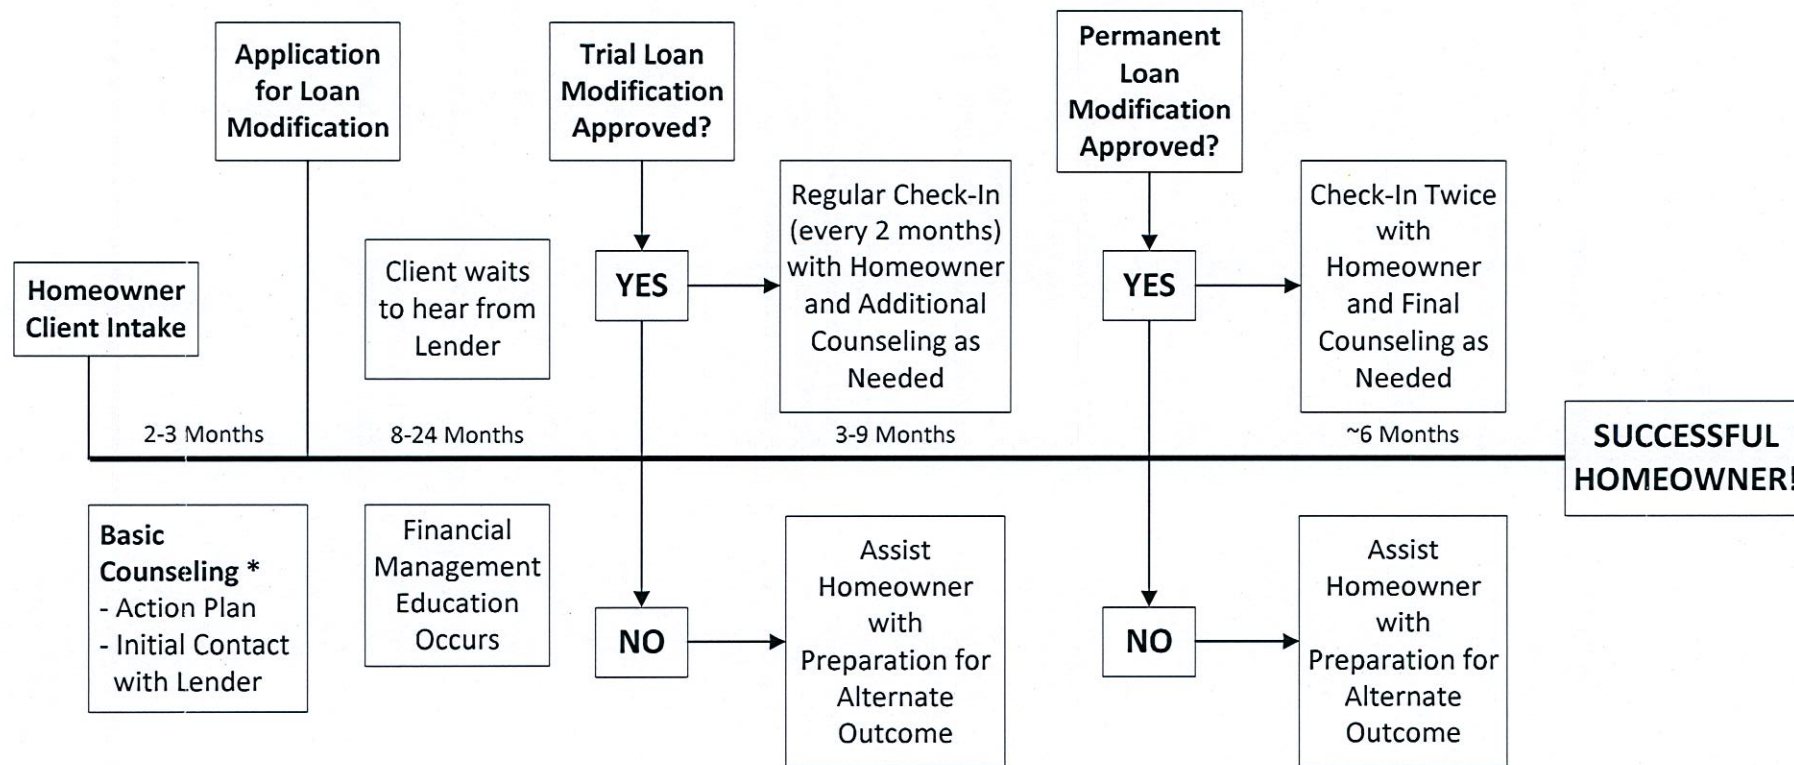 Application
for Loan
Modification
Trial Loan
Modification
Approved?
Permanent
Loan
Modification
Approved?
Homeowner
Client Intake
Client waits
to hear from
Lender
YES
Regular Check-In
(every 2 months)
with Homeowner
and Additional
Counseling as
Needed
YES
Check-In Twice
with
Homeowner
and Final
Counseling as
Needed
2-3 Months
8-24 Months
3-9 Months
~6 Months
SUCCESSFUL
HOMEOWNER!
Basic
Counseling *
- Action Plan
- Initial Contact
with Lender
Financial
Management
Education
Occurs
NO
Assist
Homeowner
with
Preparation for
Alternate
Outcome
NO
Assist
Homeowner
with
Preparation for
Alternate
Outcome